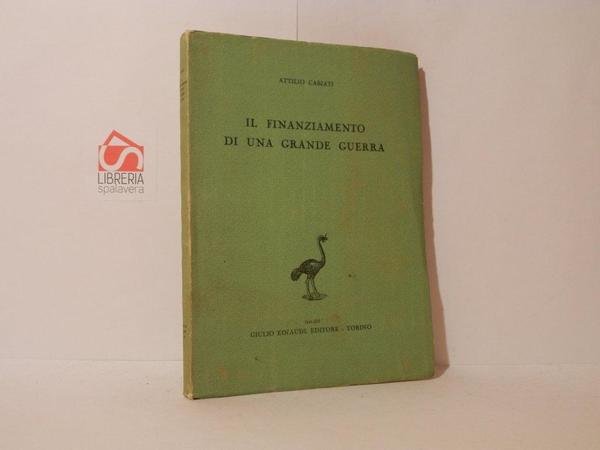 ATTILIO CABIATI
IL FINANZIAMENTO
DI UNA GRANDE GUERRA
GIULIO EINAUDI EDITORE - TORINO
LIBRERIA
spalavera